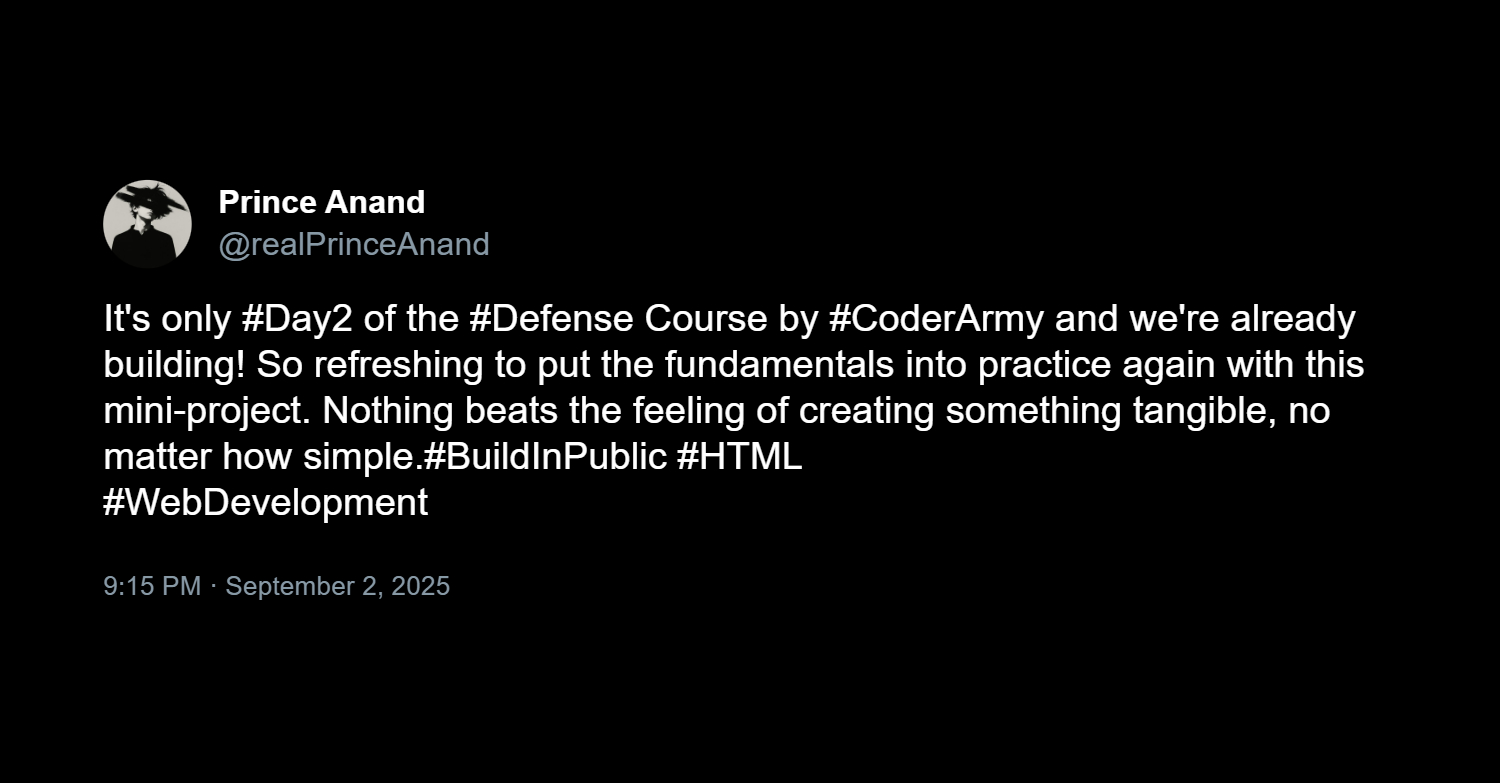 Prince Anand
@realPrinceAnand
It's only #Day2 of the #Defense Course by #CoderArmy and we're already
building! So refreshing to put the fundamentals into practice again with this
mini-project. Nothing beats the feeling of creating something tangible, no
matter how simple.#BuildInPublic #HTML
#WebDevelopment
9:15 PM · September 2, 2025